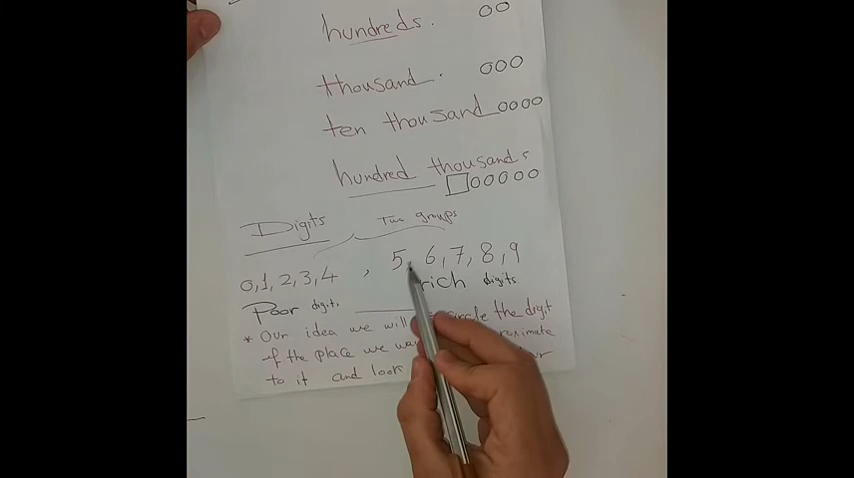 hundreds. 00
thousand. 000
ten thousand 0000
hundred thousands
□00000
Digits Two groups
0,1,2,3,4 , 5, 6, 7, 8, 9
Poor digits rich digits
* Our idea we will circle the digit
of the place we
to it and look